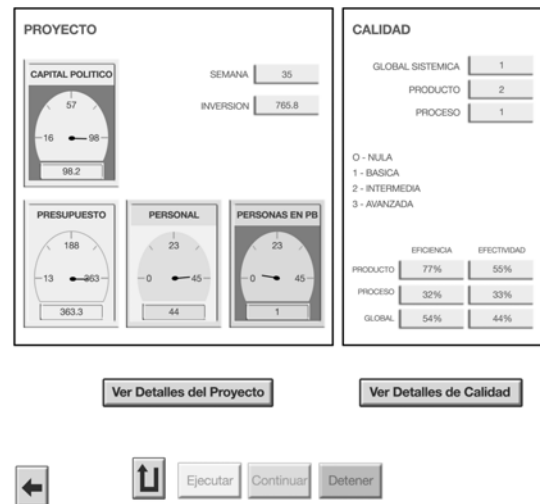 PROYECTO
CAPITAL POLITICO
57
16
98
98.2
SEMANA 35
INVERSION 765.8
PRESUPUESTO
188
13
363
363.3
PERSONAL
23
0
45
44
PERSONAS EN PB
23
0
45
1
CALIDAD
GLOBAL SISTEMICA 1
PRODUCTO 2
PROCESO 1
O - NULA
1 - BASICA
2 - INTERMEDIA
3 - AVANZADA
EFICIENCIA EFECTIVIDAD
PRODUCTO 77% 55%
PROCESO 32% 33%
GLOBAL 54% 44%
Ver Detalles del Proyecto
Ver Detalles de Calidad
Ejecutar Continuar Detener